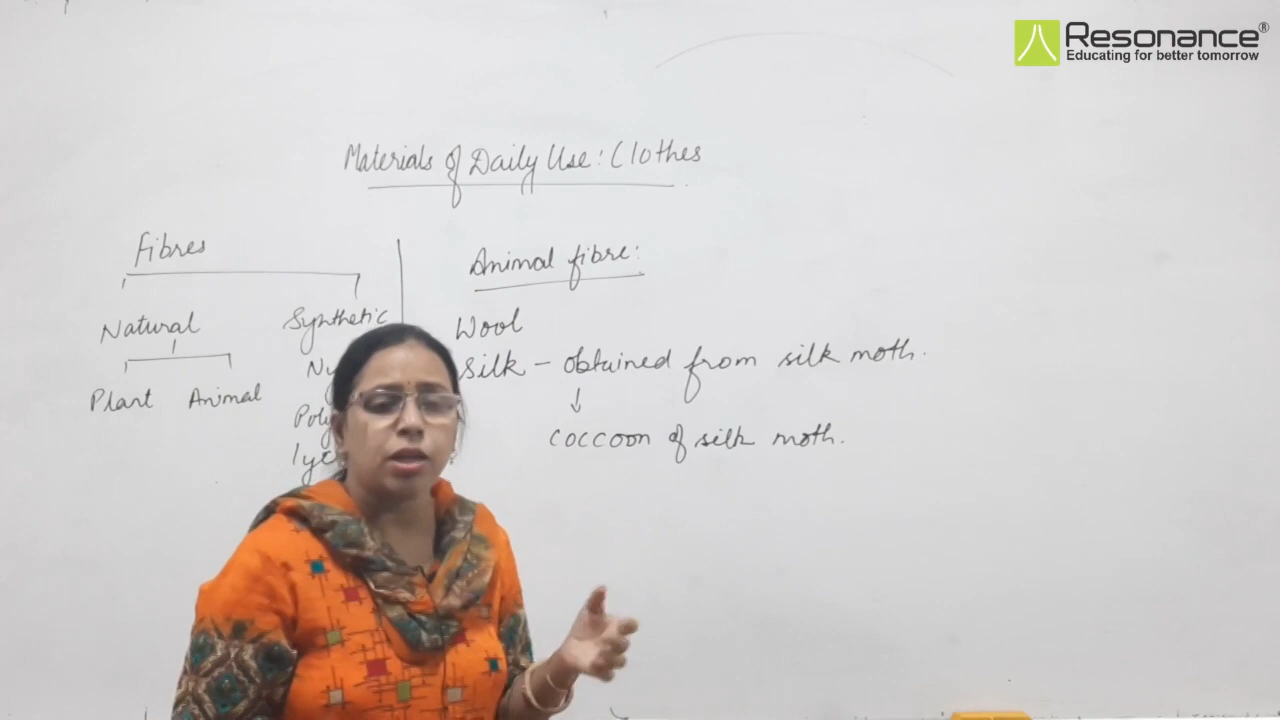 Resonance®
Educating for better tomorrow
Materials of Daily Use: Clothes
Fibres
Natural Synthetic
Plant Animal
Animal fibre:
Wool
Silk – obtained from silk moth.
↓
coccoon of silk moth.